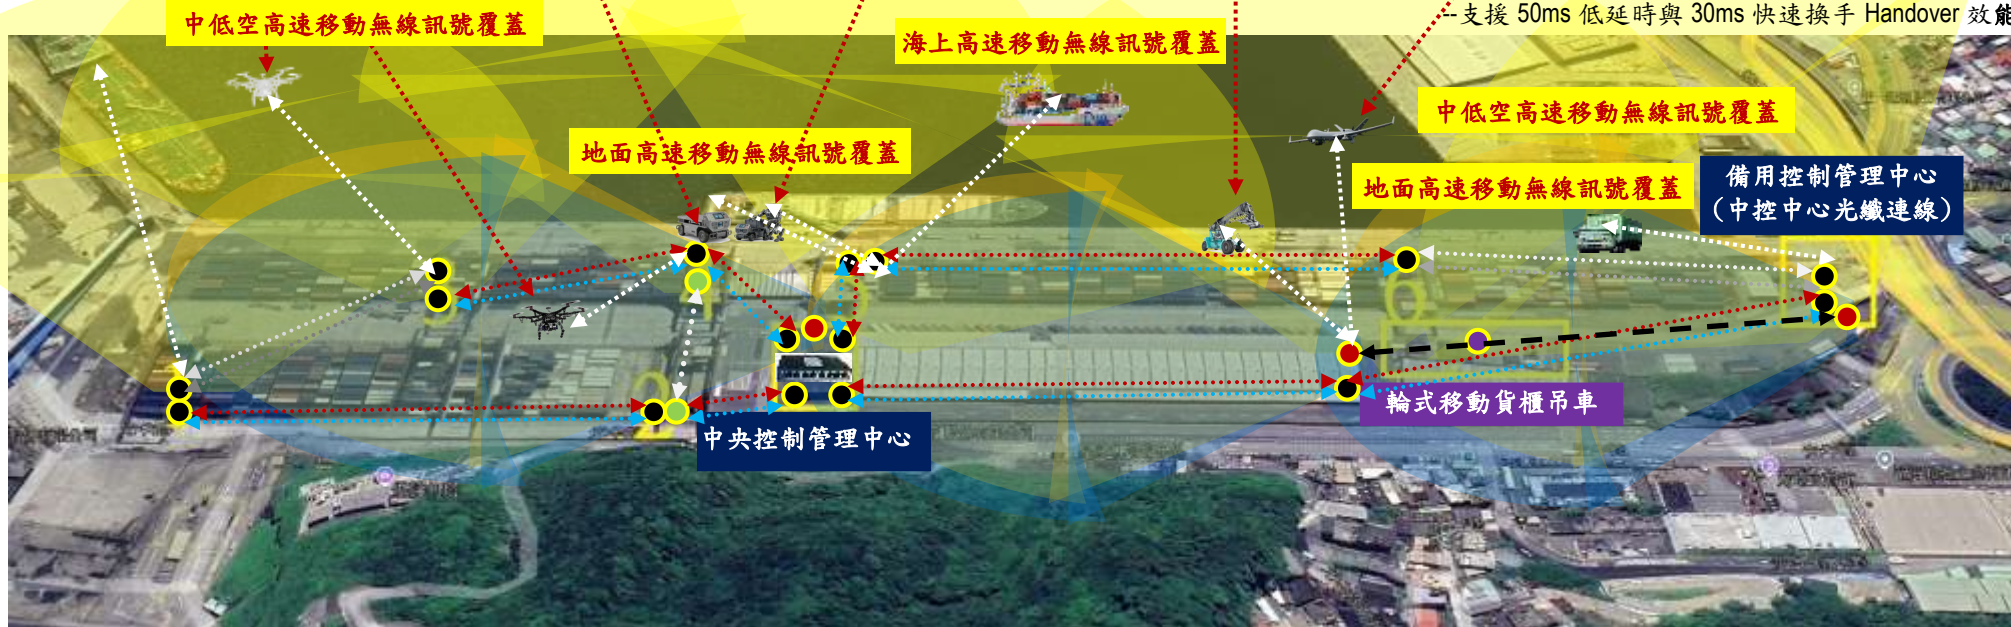 --支援 50ms 低延時與 30ms 快速換手 Handover 效能
中低空高速移動無線訊號覆蓋
海上高速移動無線訊號覆蓋
中低空高速移動無線訊號覆蓋
地面高速移動無線訊號覆蓋
地面高速移動無線訊號覆蓋
備用控制管理中心
（中控中心光纖連線）
6
2
輪式移動貨櫃吊車
中央控制管理中心